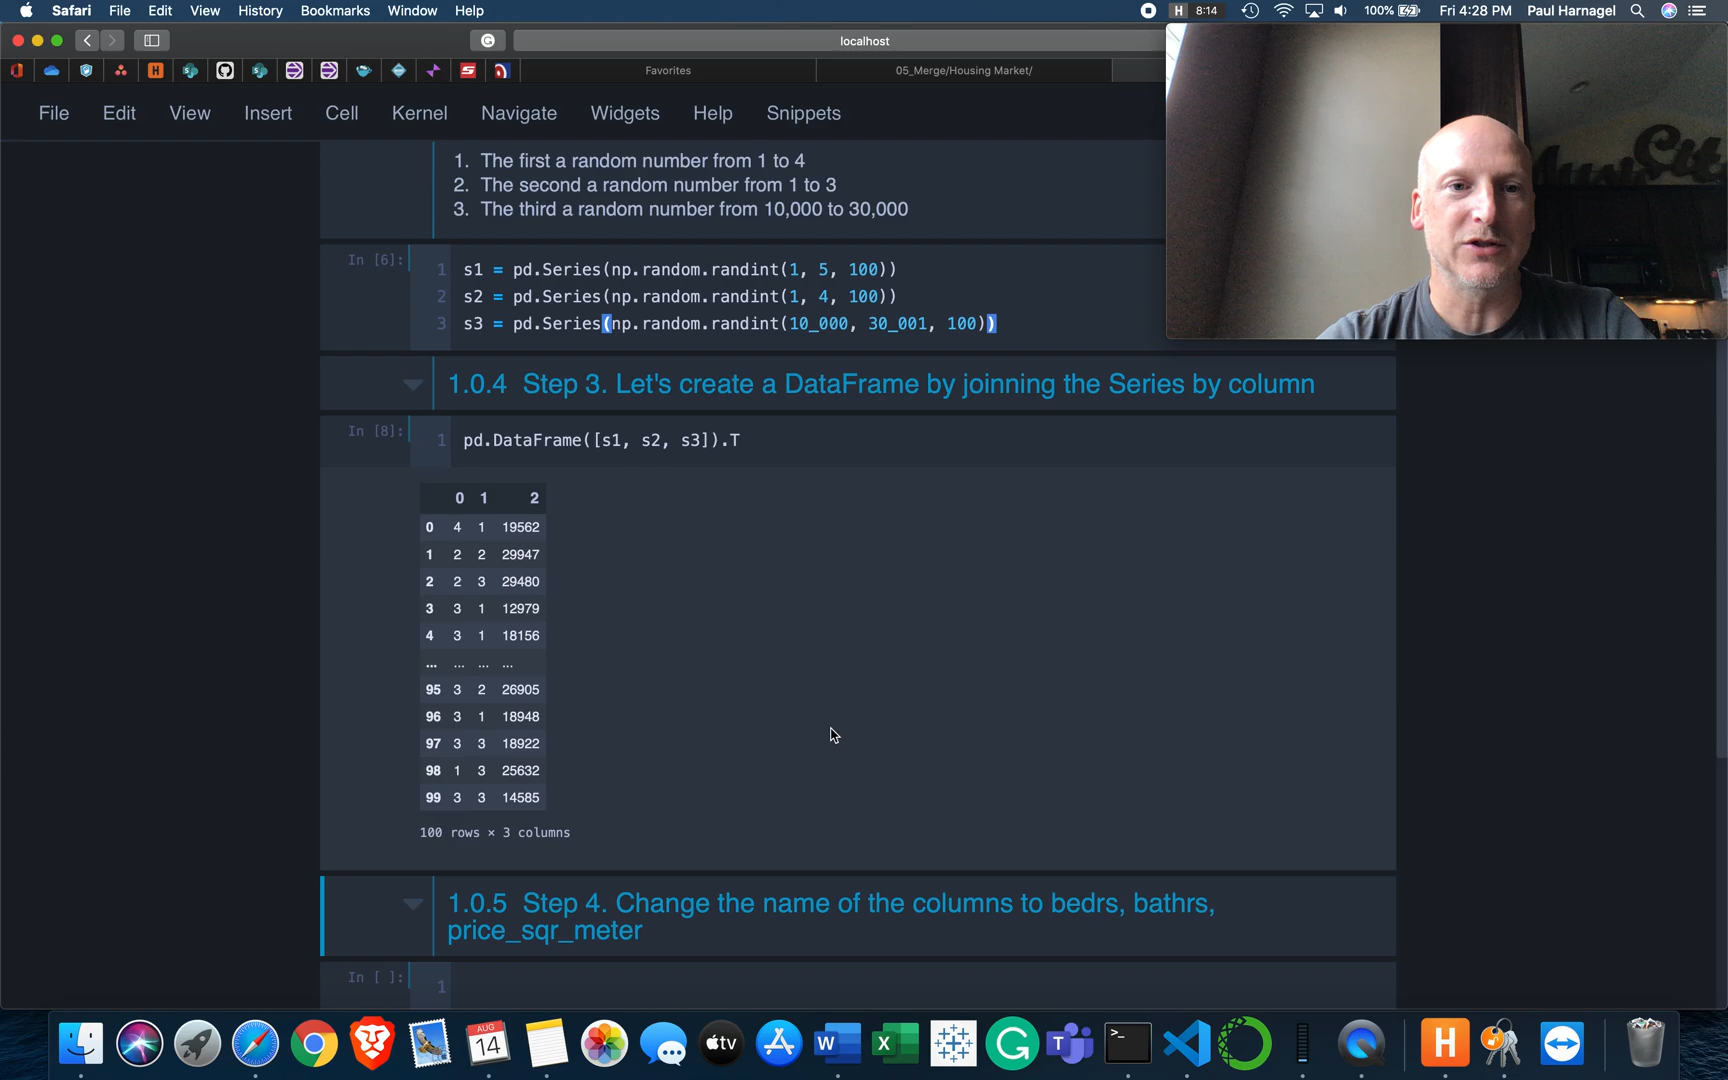 Safari File Edit View History Bookmarks Window Help
H 8:14 100% Fri 4:28 PM Paul Harnagel
localhost
Favorites 05_Merge/Housing Market/
File Edit View Insert Cell Kernel Navigate Widgets Help Snippets
1. The first a random number from 1 to 4
2. The second a random number from 1 to 3
3. The third a random number from 10,000 to 30,000
In [6]: 1 s1 = pd.Series(np.random.randint(1, 5, 100))
2 s2 = pd.Series(np.random.randint(1, 4, 100))
3 s3 = pd.Series(np.random.randint(10_000, 30_001, 100))
1.0.4 Step 3. Let's create a DataFrame by joinning the Series by column
In [8]: 1 pd.DataFrame([s1, s2, s3]).T
0 1 2
0 4 1 19562
1 2 2 29947
2 2 3 29480
3 3 1 12979
4 3 1 18156
... ... ... ...
95 3 2 26905
96 3 1 18948
97 3 3 18922
98 1 3 25632
99 3 3 14585
100 rows × 3 columns
1.0.5 Step 4. Change the name of the columns to bedrs, bathrs,
price_sqr_meter
In [ ]: 1
AUG
14
tv W X T >_ H